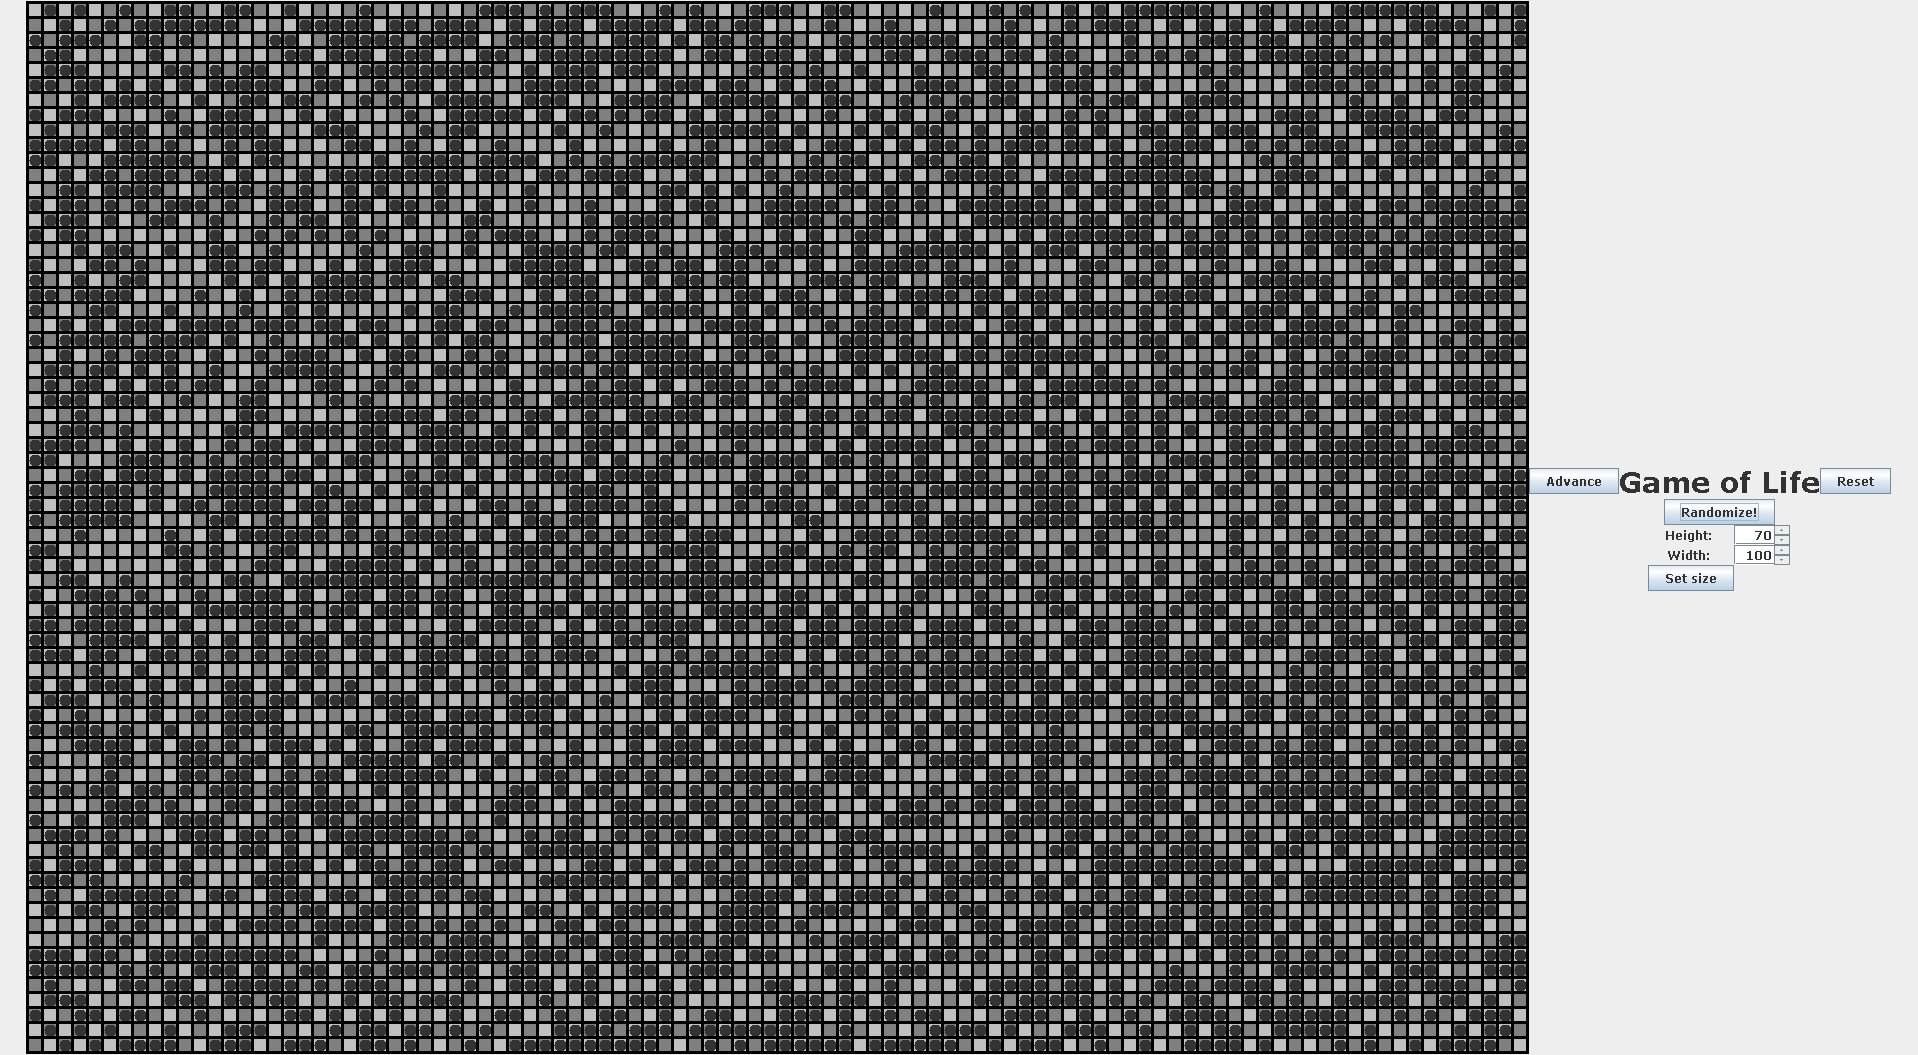 Advance Game of Life Reset
Randomize!
Height: 70
Width: 100
Set size